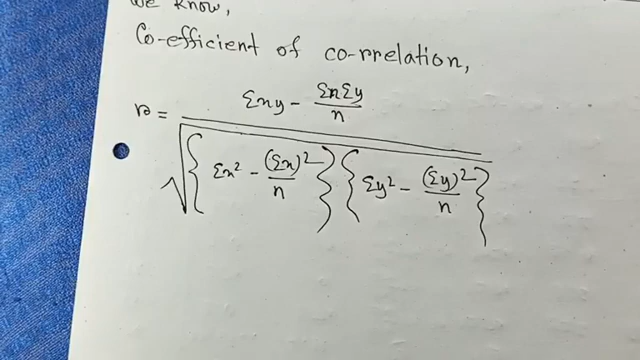 we know,
Co-efficient of co-rrelation,
r = (Σxy - (ΣxΣy)/n) / √({Σx² - (Σx)²/n}{Σy² - (Σy)²/n})